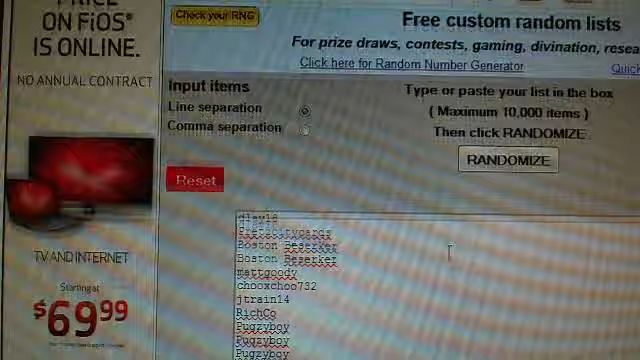 PRICE
ON FiOS®
IS ONLINE.
NO ANNUAL CONTRACT
TV AND INTERNET
Starting at
$69.99
Check your RNG
Free custom random lists
For prize draws, contests, gaming, divination, resea
Click here for Random Number Generator
Quick
Input items
Line separation
Comma separation
Type or paste your list in the box
( Maximum 10,000 items )
Then click RANDOMIZE
RANDOMIZE
Reset
Boston Beserker
Boston Beserker
mattgoody
chooxchoo732
jtrain14
RichCo
Pugzyboy
Pugzyboy
Pugzyboy